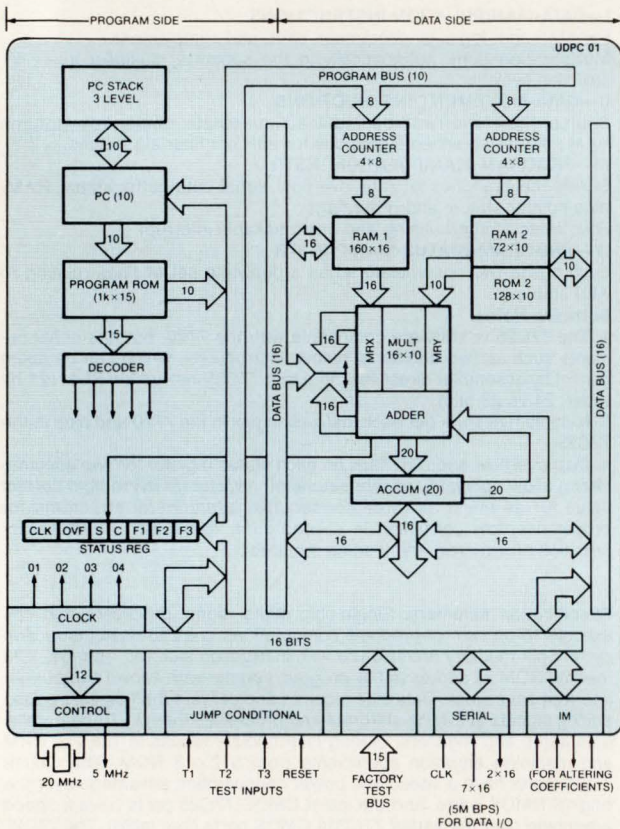 PROGRAM SIDE
DATA SIDE
UDPC 01
PROGRAM BUS (10)
PC STACK
3 LEVEL
8
8
10
ADDRESS
COUNTER
4×8
ADDRESS
COUNTER
4×8
PC (10)
8
8
10
RAM 1
160×16
RAM 2
72×10
16
10
PROGRAM ROM
(1k×15)
10
ROM 2
128×10
16
10
15
DECODER
MRX
MULT
16×10
MRY
16
16
ADDER
DATA BUS (16)
DATA BUS (16)
20
20
ACCUM (20)
CLK OVF S C F1 F2 F3
STATUS REG
16
16
16
01 02 03 04
CLOCK
16 BITS
12
CONTROL
JUMP CONDITIONAL
SERIAL
IM
20 MHz
5 MHz
T1 T2 T3 RESET
TEST INPUTS
15
FACTORY
TEST
BUS
CLK
2×16
7×16
(FOR ALTERING
COEFFICIENTS)
(5M BPS)
FOR DATA I/O